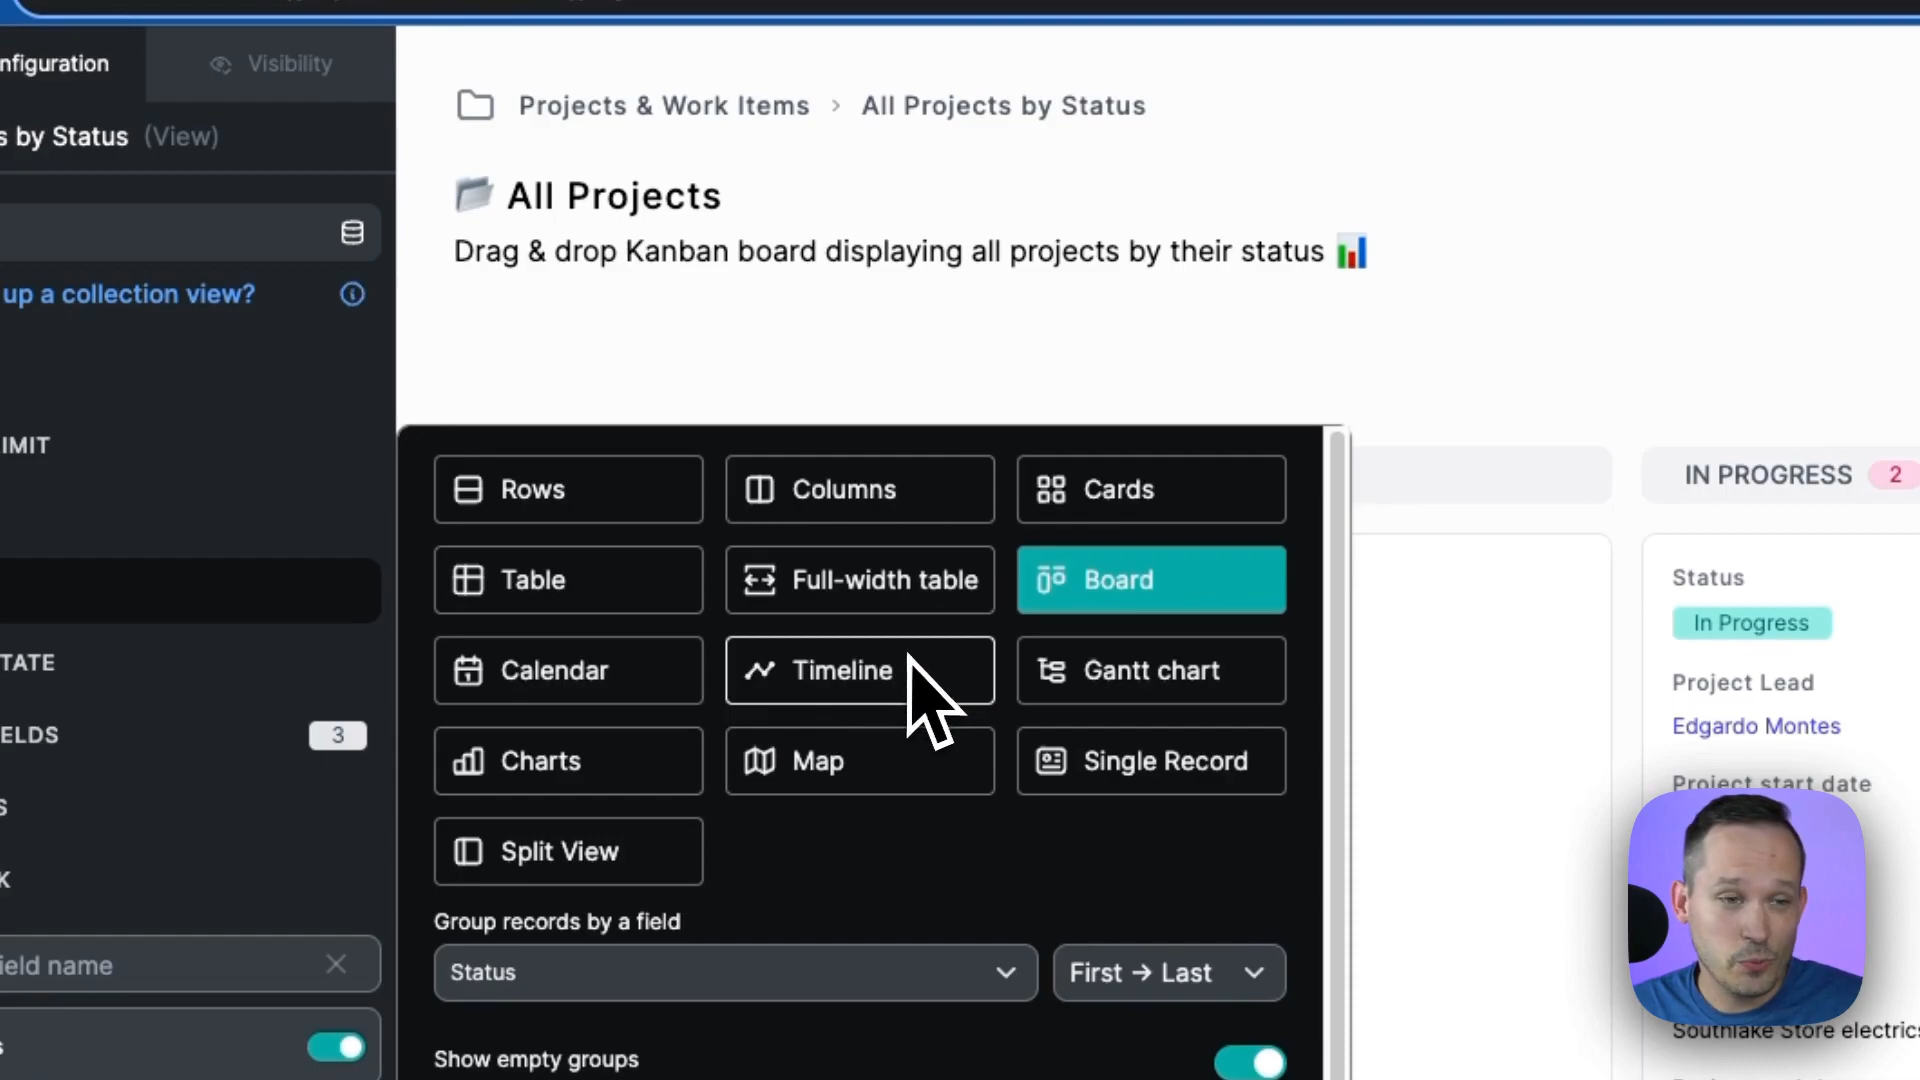 nfiguration
Visibility
s by Status (View)
up a collection view?
IMIT
TATE
ELDS 3
S
K
ield name
s
Projects & Work Items > All Projects by Status
All Projects
Drag & drop Kanban board displaying all projects by their status
Rows
Columns
Cards
Table
Full-width table
Board
Calendar
Timeline
Gantt chart
Charts
Map
Single Record
Split View
Group records by a field
Status
First → Last
Show empty groups
IN PROGRESS 2
Status
In Progress
Project Lead
Edgardo Montes
Project start date
Southlake Store electrics